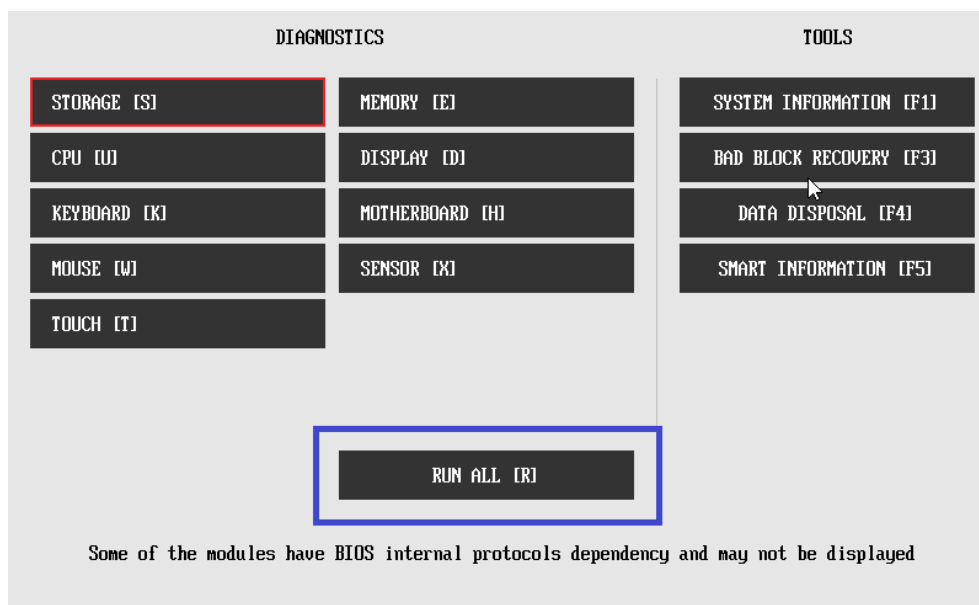 DIAGNOSTICS
TOOLS
STORAGE [S]
MEMORY [E]
SYSTEM INFORMATION [F1]
CPU [U]
DISPLAY [D]
BAD BLOCK RECOVERY [F3]
KEYBOARD [K]
MOTHERBOARD [H]
DATA DISPOSAL [F4]
MOUSE [W]
SENSOR [X]
SMART INFORMATION [F5]
TOUCH [T]
RUN ALL [R]
Some of the modules have BIOS internal protocols dependency and may not be displayed